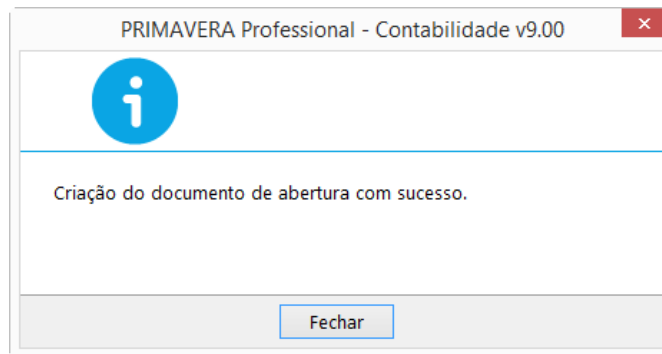 PRIMAVERA Professional - Contabilidade v9.00
Criação do documento de abertura com sucesso.
Fechar